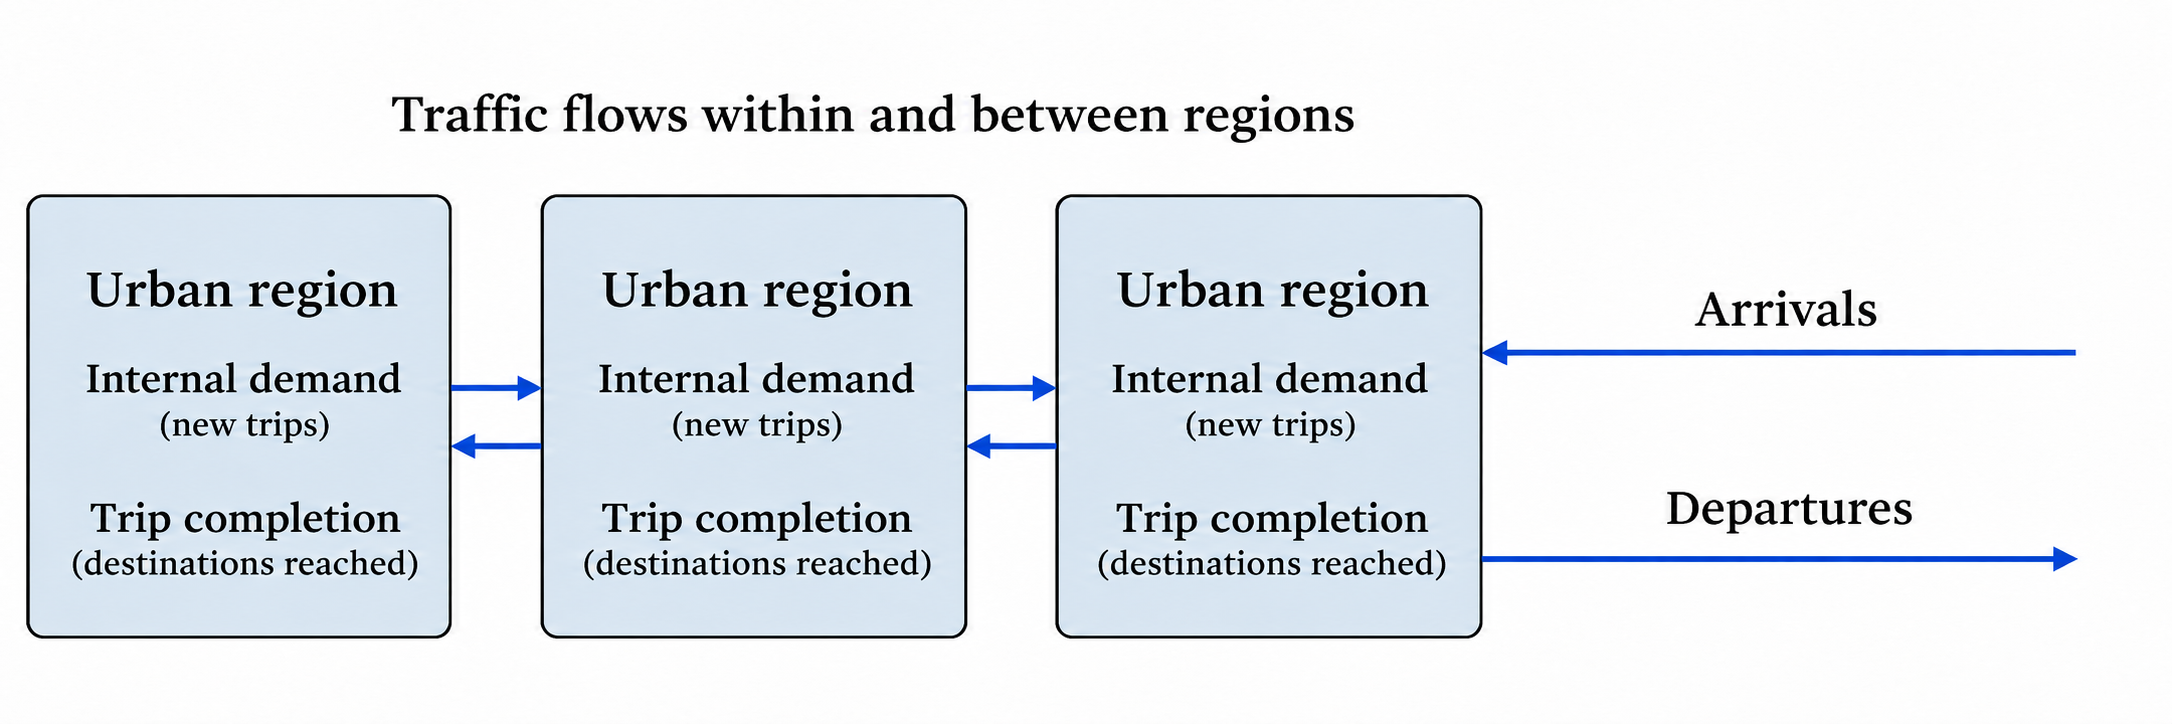 Traffic flows within and between regions
Urban region
Internal demand
(new trips)
Trip completion
(destinations reached)
Urban region
Internal demand
(new trips)
Trip completion
(destinations reached)
Urban region
Internal demand
(new trips)
Trip completion
(destinations reached)
Arrivals
Departures